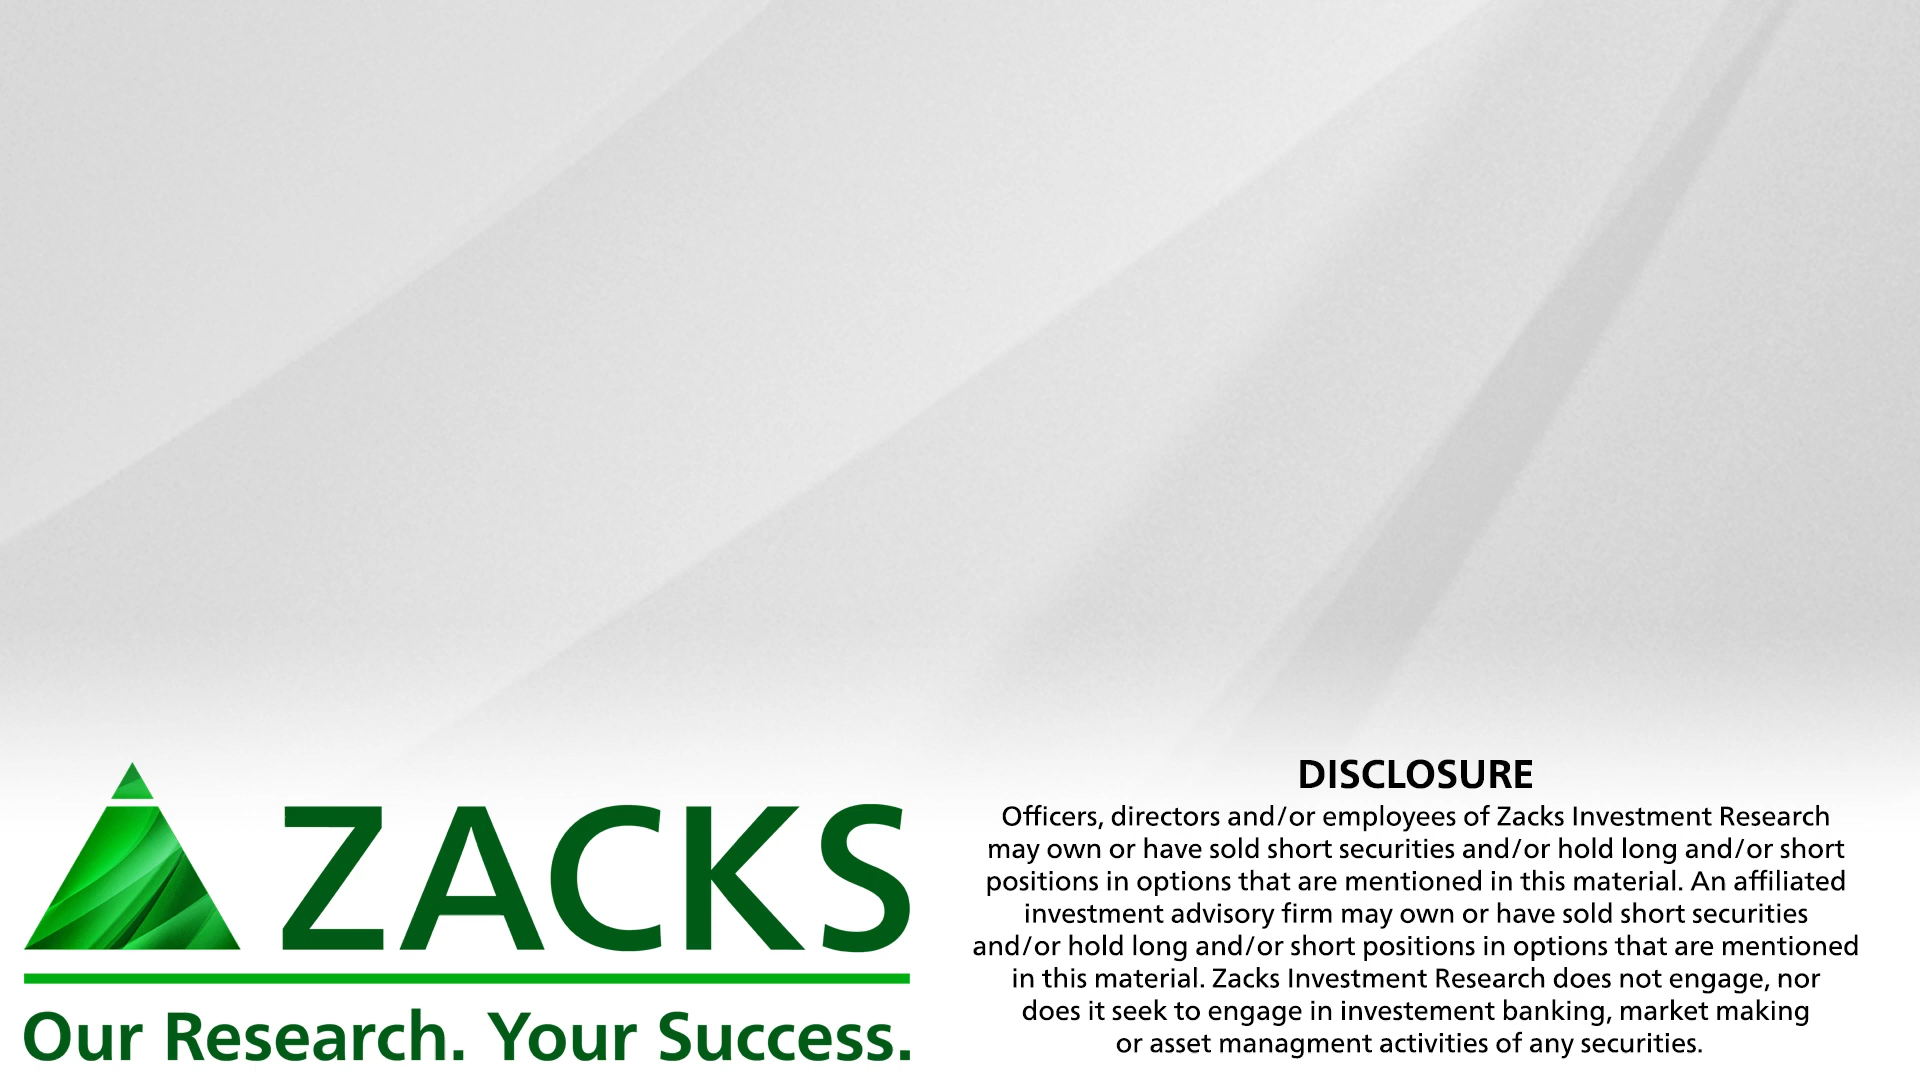 ZACKS
Our Research. Your Success.
DISCLOSURE
Officers, directors and/or employees of Zacks Investment Research
may own or have sold short securities and/or hold long and/or short
positions in options that are mentioned in this material. An affiliated
investment advisory firm may own or have sold short securities
and/or hold long and/or short positions in options that are mentioned
in this material. Zacks Investment Research does not engage, nor
does it seek to engage in investement banking, market making
or asset managment activities of any securities.